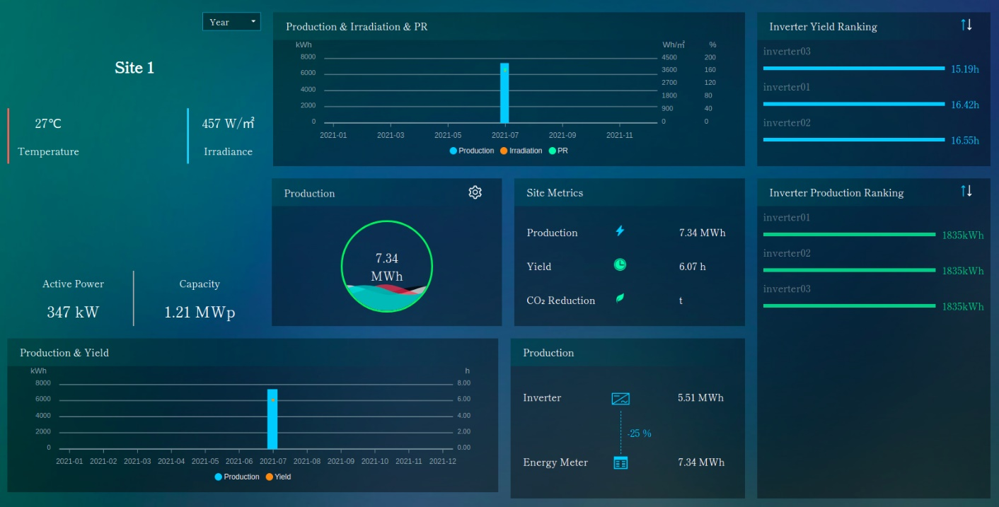 Year
Site 1
27℃
Temperature
457 W/㎡
Irradiance
Active Power
347 kW
Capacity
1.21 MWp
Production & Irradiation & PR
kWh
Wh/㎡
%
8000
6000
4000
2000
0
4500
3600
2700
1800
900
0
200
160
120
80
40
0
2021-01 2021-03 2021-05 2021-07 2021-09 2021-11
Production Irradiation PR
Inverter Yield Ranking
inverter03
15.19h
inverter01
16.42h
inverter02
16.55h
Production
7.34
MWh
Site Metrics
Production 7.34 MWh
Yield 6.07 h
CO₂ Reduction t
Inverter Production Ranking
inverter01
1835kWh
inverter02
1835kWh
inverter03
1835kWh
Production & Yield
kWh
h
8000
6000
4000
2000
0
8.00
6.00
4.00
2.00
0.00
2021-01 2021-02 2021-03 2021-04 2021-05 2021-06 2021-07 2021-08 2021-09 2021-10 2021-11 2021-12
Production Yield
Production
Inverter 5.51 MWh
-25 %
Energy Meter 7.34 MWh